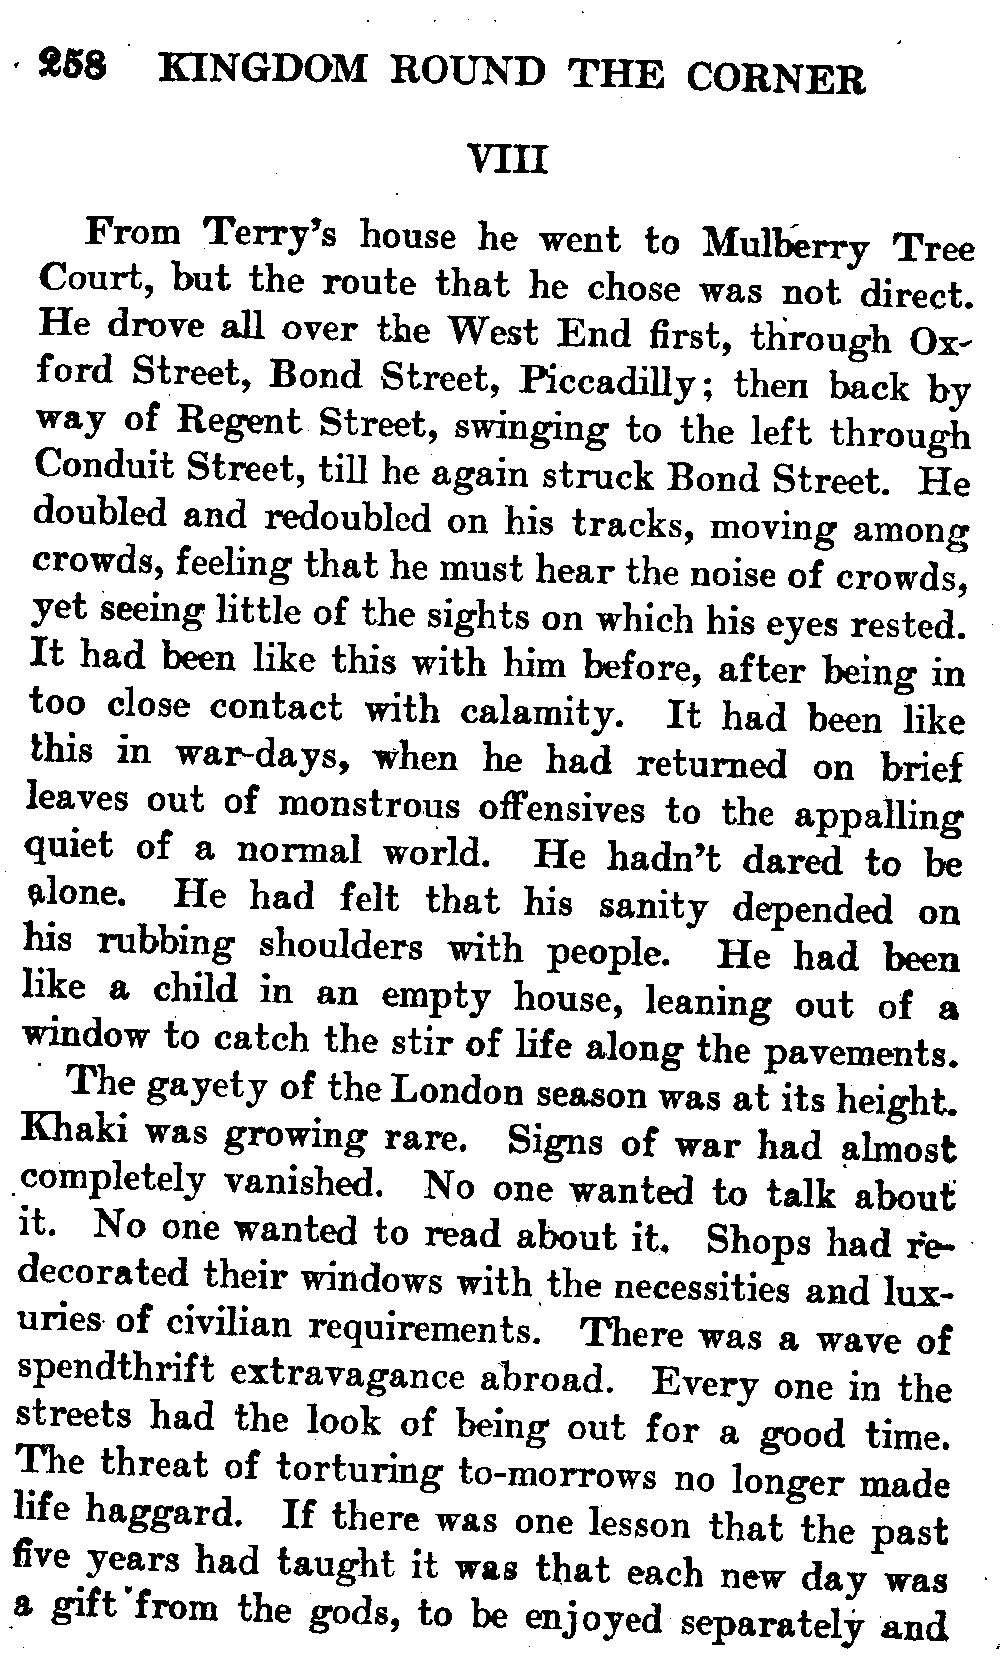 258 KINGDOM ROUND THE CORNER
VIII
From Terry's house he went to Mulberry Tree
Court, but the route that he chose was not direct.
He drove all over the West End first, through Ox-
ford Street, Bond Street, Piccadilly; then back by
way of Regent Street, swinging to the left through
Conduit Street, till he again struck Bond Street. He
doubled and redoubled on his tracks, moving among
crowds, feeling that he must hear the noise of crowds,
yet seeing little of the sights on which his eyes rested.
It had been like this with him before, after being in
too close contact with calamity. It had been like
this in war-days, when he had returned on brief
leaves out of monstrous offensives to the appalling
quiet of a normal world. He hadn't dared to be
alone. He had felt that his sanity depended on
his rubbing shoulders with people. He had been
like a child in an empty house, leaning out of a
window to catch the stir of life along the pavements.
The gayety of the London season was at its height.
Khaki was growing rare. Signs of war had almost
completely vanished. No one wanted to talk about
it. No one wanted to read about it. Shops had re-
decorated their windows with the necessities and lux-
uries of civilian requirements. There was a wave of
spendthrift extravagance abroad. Every one in the
streets had the look of being out for a good time.
The threat of torturing to-morrows no longer made
life haggard. If there was one lesson that the past
five years had taught it was that each new day was
a gift from the gods, to be enjoyed separately and